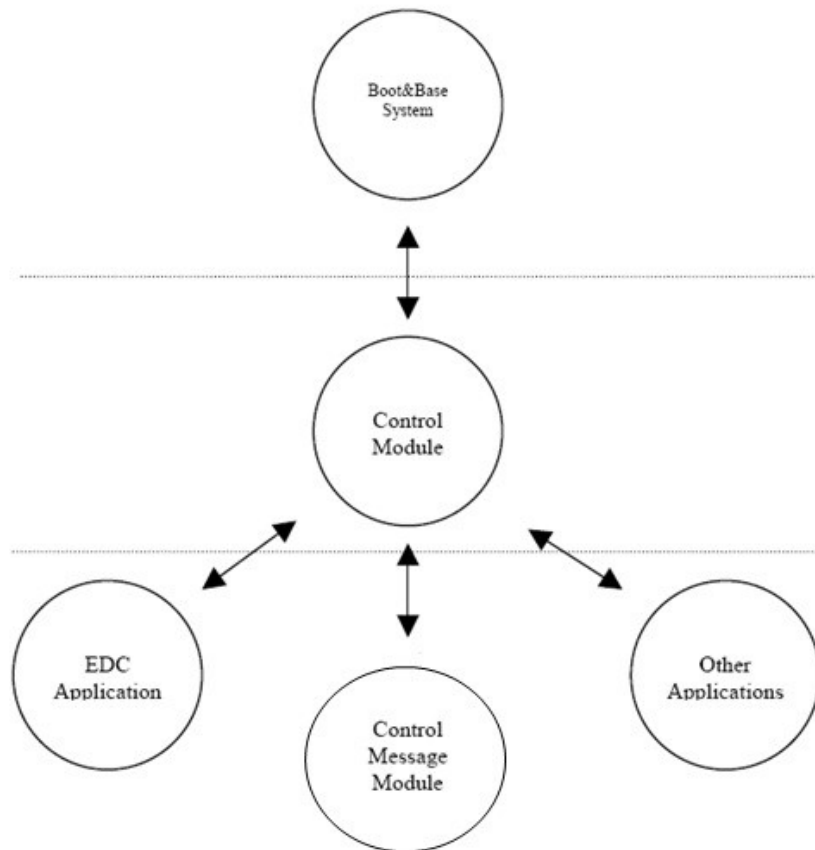 Boot&Base
System
Control
Module
EDC
Application
Control
Message
Module
Other
Applications